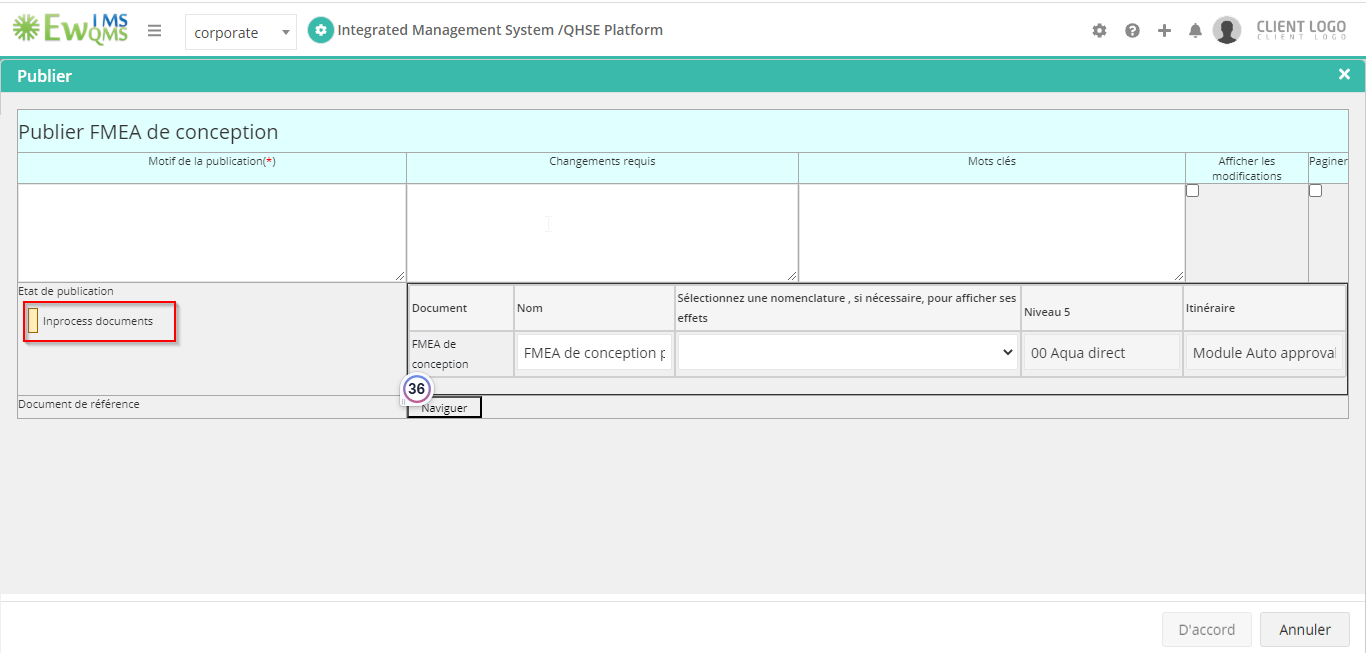 EwQMS IMS
corporate
Integrated Management System /QHSE Platform
CLIENT LOGO
CLIENT LOGO
Publier
Publier FMEA de conception
Motif de la publication(*)
Changements requis
Mots clés
Afficher les
modifications
Paginer
Etat de publication
Inprocess documents
Document
Nom
Sélectionnez une nomenclature , si nécessaire, pour afficher ses
effets
Niveau 5
Itinéraire
FMEA de
conception
FMEA de conception p
00 Aqua direct
Module Auto approval
36
Document de référence
Naviguer
D'accord
Annuler